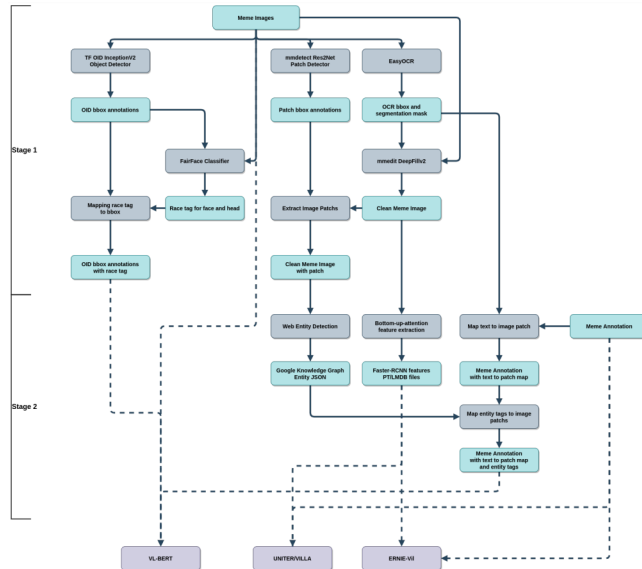 Meme Images
TF OID InceptionV2
Object Detector
mmdetect Res2Net
Patch Detector
EasyOCR
OID bbox annotations
Patch bbox annotations
OCR bbox and
segmentation mask
Stage 1
FairFace Classifier
mmedit DeepFillv2
Mapping race tag
to bbox
Race tag for face and head
Extract Image Patchs
Clean Meme Image
OID bbox annotations
with race tag
Clean Meme Image
with patch
Web Entity Detection
Bottom-up-attention
feature extraction
Map text to image patch
Meme Annotation
Google Knowledge Graph
Entity JSON
Faster-RCNN features
PT/LMDB files
Meme Annotation
with text to patch map
Stage 2
Map entity tags to image
patchs
Meme Annotation
with text to patch map
and entity tags
VL-BERT
UNITER/VILLA
ERNIE-Vil